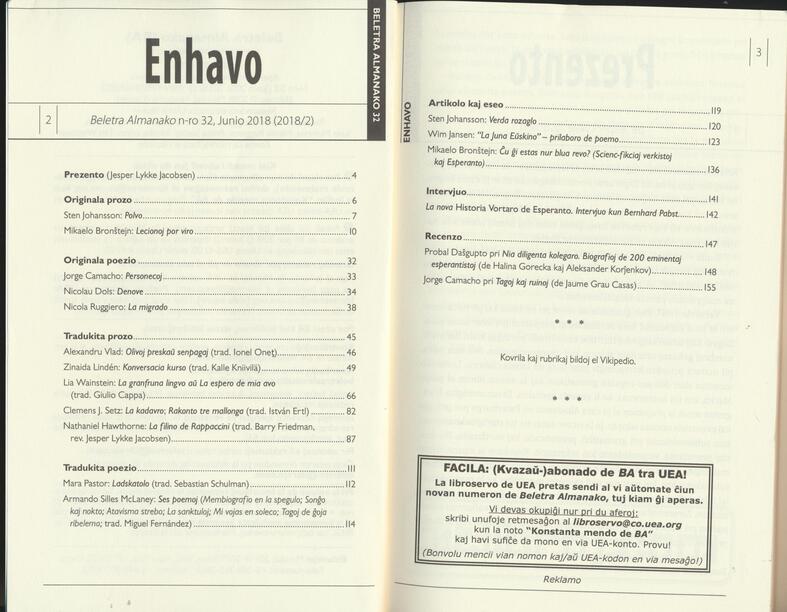 Enhavo
BELETRA ALMANAKO 32
2
Beletra Almanako n-ro 32, Junio 2018 (2018/2)
Prezento (Jesper Lykke Jacobsen) ... 4
Originala prozo ... 6
Sten Johansson: Polvo ... 7
Mikaelo Bronŝtejn: Lecionoj por viro ... 10
Originala poezio ... 32
Jorge Camacho: Personecoj ... 33
Nicolau Dols: Denove ... 34
Nicola Ruggiero: La migrado ... 38
Tradukita prozo ... 45
Alexandru Vlad: Olivoj preskaŭ senpagaj (trad. Ionel Oneț) ... 46
Zinaida Lindén: Konversacia kurso (trad. Kalle Kniivilä) ... 49
Lia Wainstein: La granfruna lingvo aŭ La espero de mia avo
(trad. Giulio Cappa) ... 66
Clemens J. Setz: La kadavro; Rakonto tre mallonga (trad. István Ertl) ... 82
Nathaniel Hawthorne: La filino de Rappaccini (trad. Barry Friedman,
rev. Jesper Lykke Jacobsen) ... 87
Tradukita poezio ... 111
Mara Pastor: Ladskatolo (trad. Sebastian Schulman) ... 112
Armando Silles McLaney: Ses poemoj (Membiografio en la spegulo; Sonĝo
kaj nokto; Atavisma strebo; La sanktuloj; Mi vojas en soleco; Tagoj de ĝoja
ribelemo; trad. Miguel Fernández) ... 114
3
ENHAVO
Artikolo kaj eseo ... 119
Sten Johansson: Verda rozaglo ... 120
Wim Jansen: "La Juna Eŭskino" – prilaboro de poemo ... 123
Mikaelo Bronŝtejn: Ĉu ĝi estas nur blua revo? (Scienc-fikciaj verkistoj
kaj Esperanto) ... 136
Intervjuo ... 141
La nova Historia Vortaro de Esperanto. Intervjuo kun Bernhard Pabst ... 142
Recenzo ... 147
Probal Daŝgupto pri Nia diligenta kolegaro. Biografioj de 200 eminentaj
esperantistoj (de Halina Gorecka kaj Aleksander Korĵenkov) ... 148
Jorge Camacho pri Tagoj kaj ruinoj (de Jaume Grau Casas) ... 155
* * *
Kovrila kaj rubrikaj bildoj el Vikipedio.
* * *
FACILA: (Kvazaŭ-)abonado de BA tra UEA!
La libroservo de UEA pretas sendi al vi aŭtomate ĉiun
novan numeron de Beletra Almanako, tuj kiam ĝi aperas.
Vi devas okupiĝi nur pri du aferoj:
skribi unufoje retmesaĝon al libroservo@co.uea.org
kun la noto "Konstanta mendo de BA"
kaj havi sufiĉe da mono en via UEA-konto. Provu!
(Bonvolu mencii vian nomon kaj/aŭ UEA-kodon en via mesaĝo!)
Reklamo